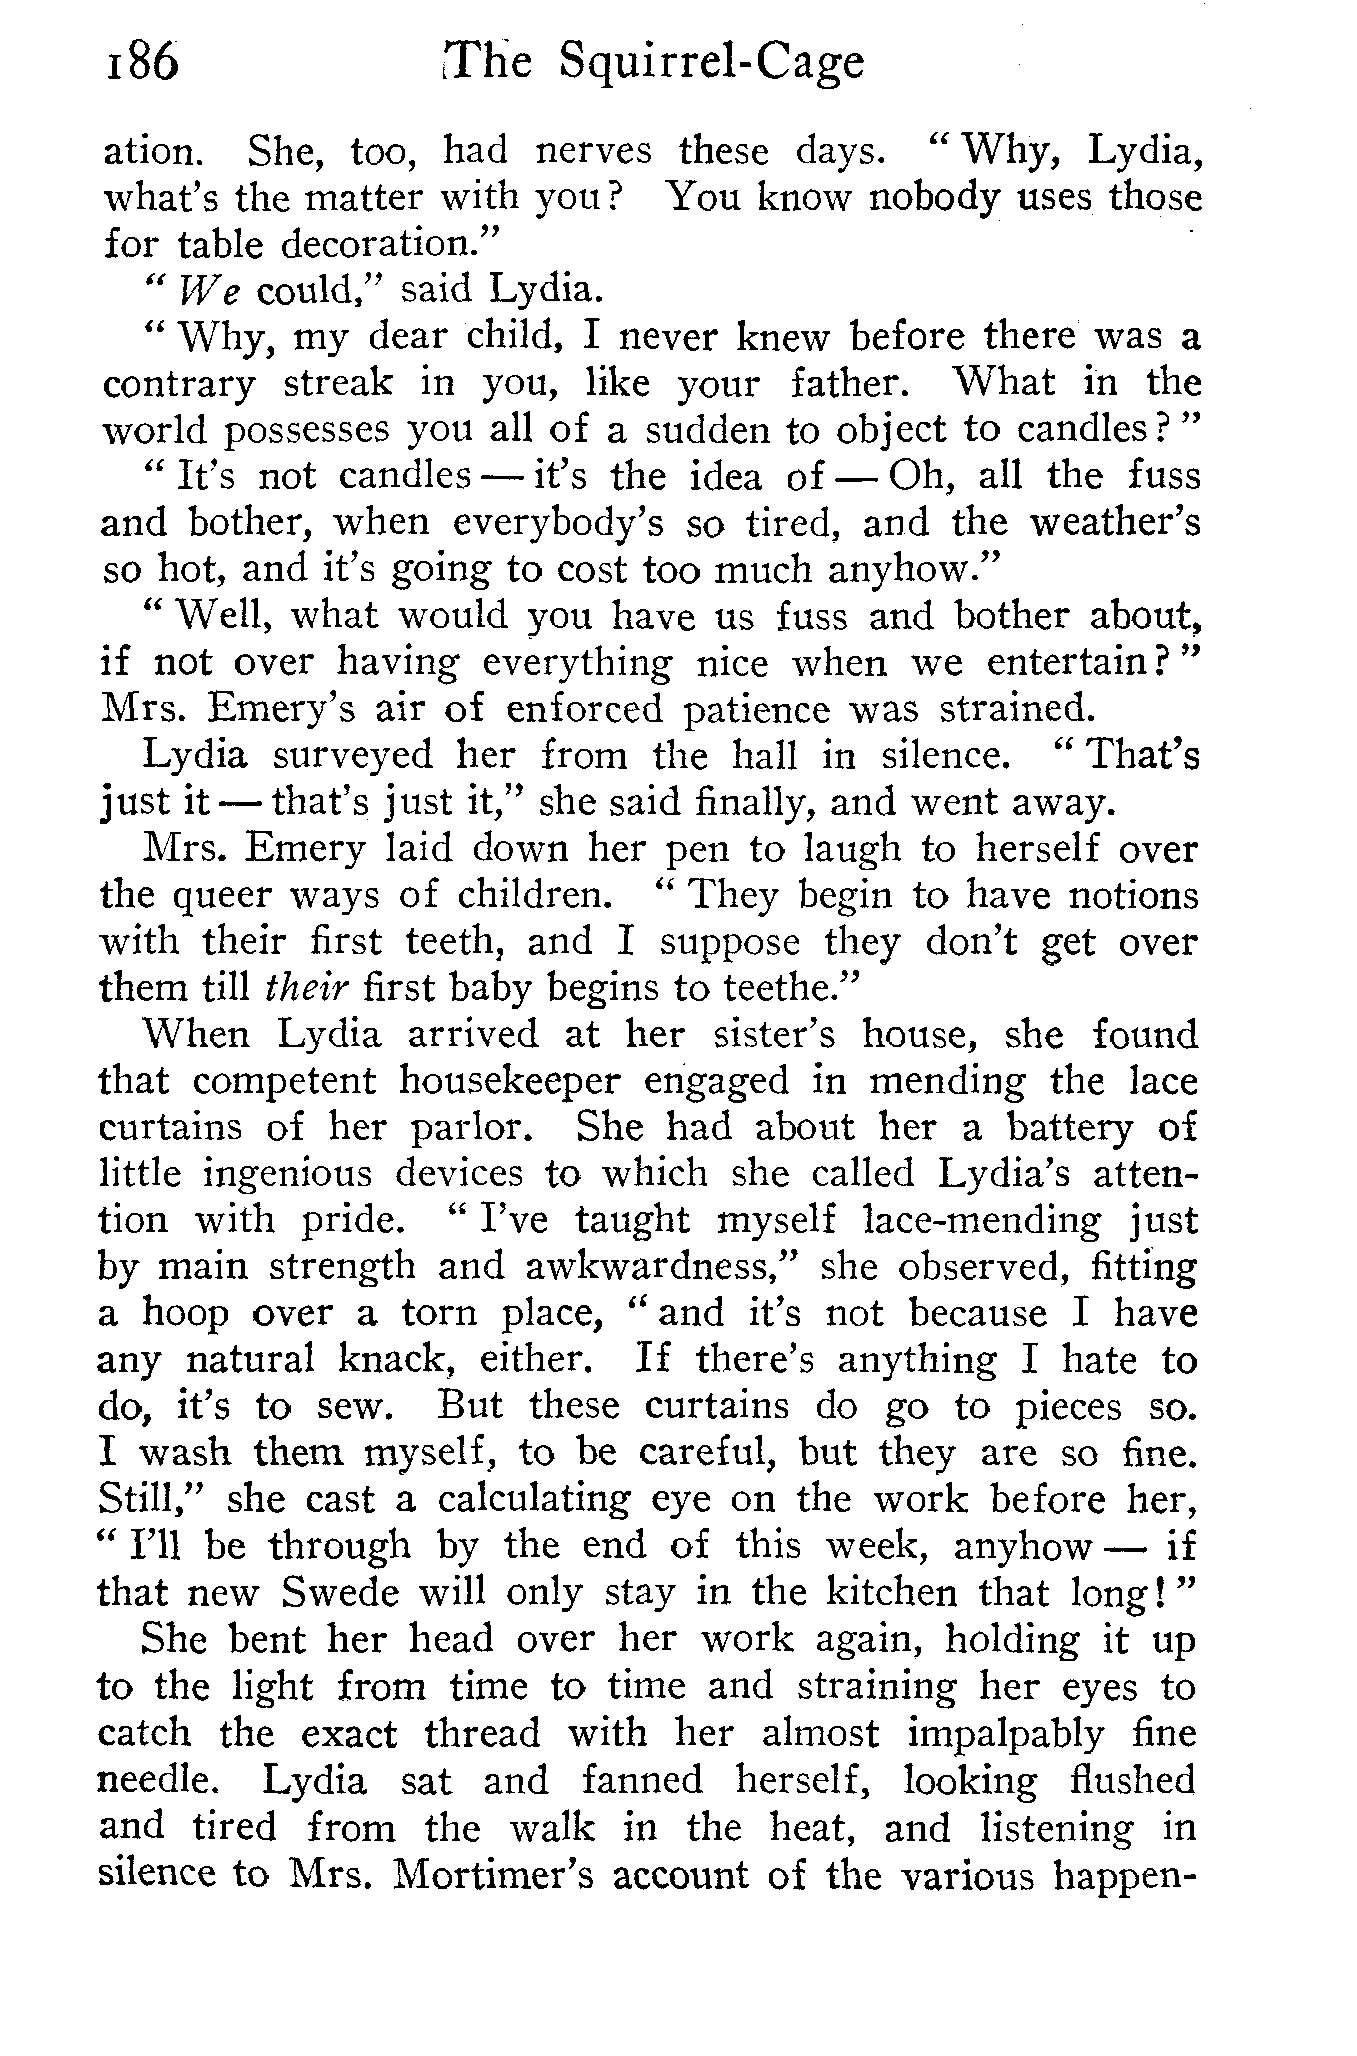 186 The Squirrel-Cage
ation. She, too, had nerves these days. " Why, Lydia,
what's the matter with you? You know nobody uses those
for table decoration."
" We could," said Lydia.
" Why, my dear child, I never knew before there was a
contrary streak in you, like your father. What in the
world possesses you all of a sudden to object to candles? "
" It's not candles — it's the idea of — Oh, all the fuss
and bother, when everybody's so tired, and the weather's
so hot, and it's going to cost too much anyhow."
" Well, what would you have us fuss and bother about,
if not over having everything nice when we entertain? "
Mrs. Emery's air of enforced patience was strained.
Lydia surveyed her from the hall in silence. " That's
just it — that's just it," she said finally, and went away.
Mrs. Emery laid down her pen to laugh to herself over
the queer ways of children. " They begin to have notions
with their first teeth, and I suppose they don't get over
them till their first baby begins to teethe."
When Lydia arrived at her sister's house, she found
that competent housekeeper engaged in mending the lace
curtains of her parlor. She had about her a battery of
little ingenious devices to which she called Lydia's atten-
tion with pride. " I've taught myself lace-mending just
by main strength and awkwardness," she observed, fitting
a hoop over a torn place, " and it's not because I have
any natural knack, either. If there's anything I hate to
do, it's to sew. But these curtains do go to pieces so.
I wash them myself, to be careful, but they are so fine.
Still," she cast a calculating eye on the work before her,
" I'll be through by the end of this week, anyhow — if
that new Swede will only stay in the kitchen that long! "
She bent her head over her work again, holding it up
to the light from time to time and straining her eyes to
catch the exact thread with her almost impalpably fine
needle. Lydia sat and fanned herself, looking flushed
and tired from the walk in the heat, and listening in
silence to Mrs. Mortimer's account of the various happen-